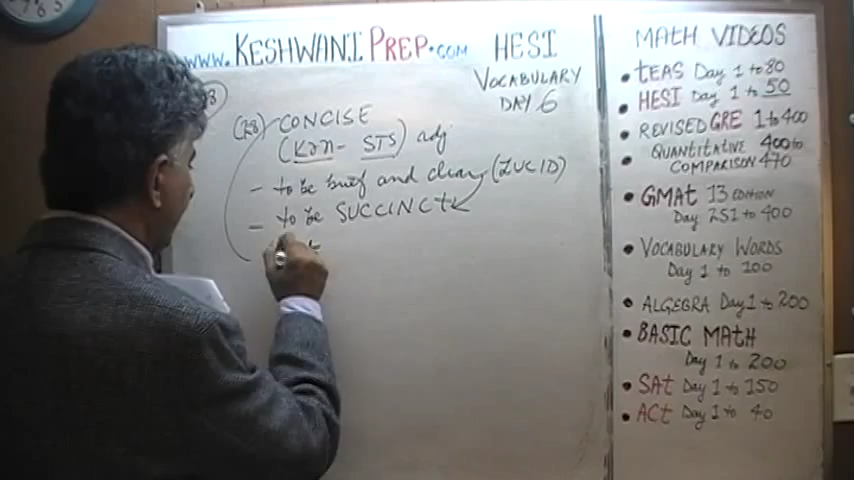 www.KESHWANI PREP.com HESI
VOCABULARY
DAY 6
(28) CONCISE
(Kən- STS) adj
- to be brief and clear (LUCID)
- to be SUCCINCT
MATH VIDEOS
• TEAS Day 1 to 80
• HESI Day 1 to 50
• REVISED GRE 1 to 400
• QUANTITATIVE 400 to
COMPARISON 470
• GMAT 13 EDITION
Day 251 to 400
• VOCABULARY WORDS
Day 1 to 100
• ALGEBRA Day 1 to 200
• BASIC MATH
Day 1 to 200
• SAT Day 1 to 150
• ACT Day 1 to 40